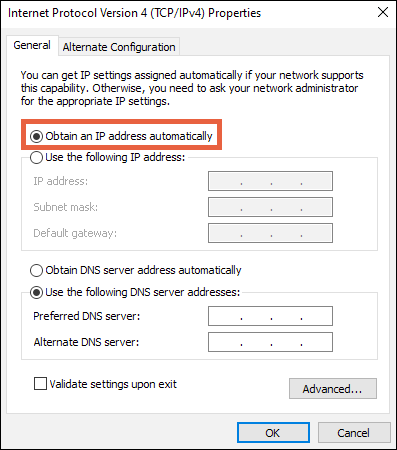 Internet Protocol Version 4 (TCP/IPv4) Properties
General
Alternate Configuration
You can get IP settings assigned automatically if your network supports
this capability. Otherwise, you need to ask your network administrator
for the appropriate IP settings.
Obtain an IP address automatically
Use the following IP address:
IP address:
. . .
Subnet mask:
. . .
Default gateway:
. . .
Obtain DNS server address automatically
Use the following DNS server addresses:
Preferred DNS server:
. . .
Alternate DNS server:
. . .
Validate settings upon exit
Advanced...
OK
Cancel